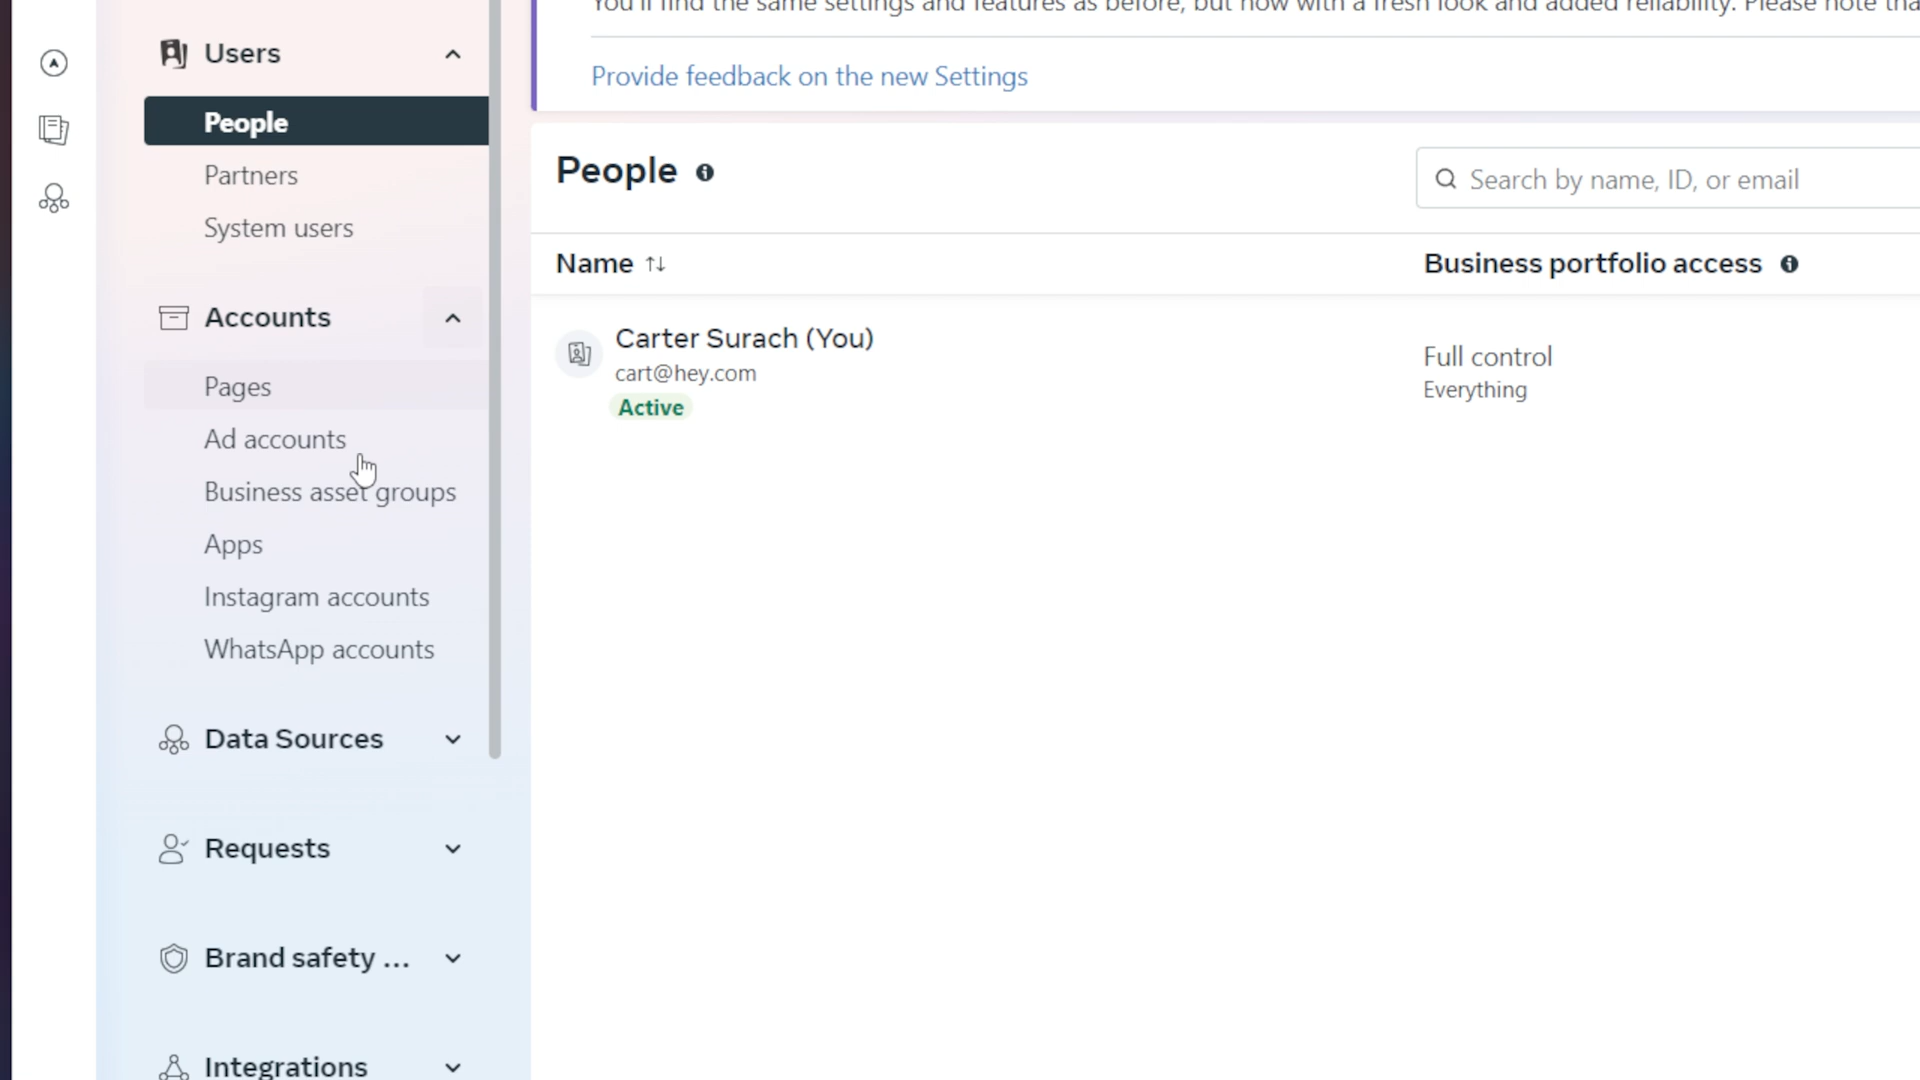 You'll find the same settings and features as before, but now with a fresh look and added reliability. Please note tha
Provide feedback on the new Settings
Users
People
Partners
System users
Accounts
Pages
Ad accounts
Business asset groups
Apps
Instagram accounts
WhatsApp accounts
Data Sources
Requests
Brand safety ...
Integrations
People
Search by name, ID, or email
Name
Business portfolio access
Carter Surach (You)
cart@hey.com
Active
Full control
Everything